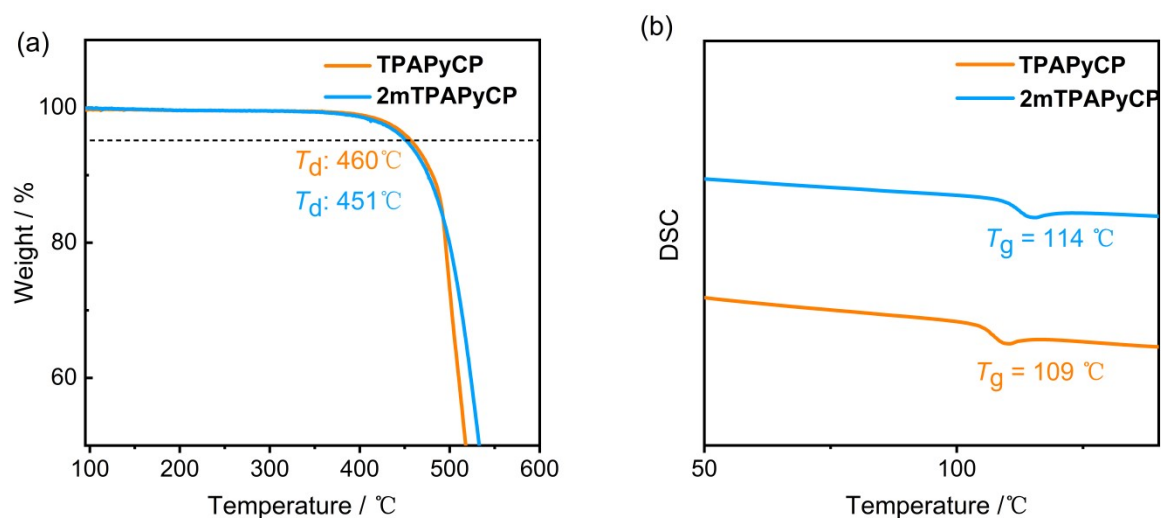 (a)
TPAPyCP
2mTPAPyCP
100
80
60
Td: 460℃
Td: 451℃
Weight / %
100 200 300 400 500 600
Temperature / ℃
(b)
TPAPyCP
2mTPAPyCP
DSC
Tg = 114 ℃
Tg = 109 ℃
50 100
Temperature /℃